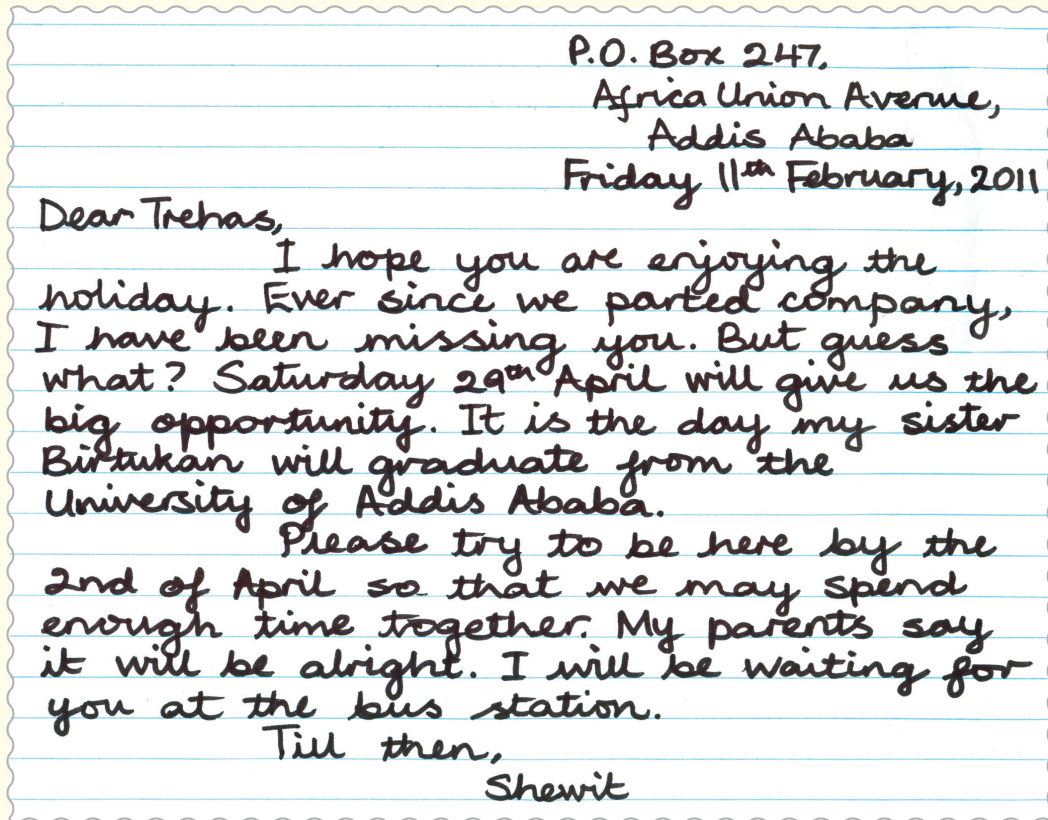 P.O. Box 247,
Africa Union Avenue,
Addis Ababa
Friday 11th February, 2011
Dear Trehas,
I hope you are enjoying the
holiday. Ever since we parted company,
I have been missing you. But guess
what? Saturday 29th April will give us the
big opportunity. It is the day my sister
Birtukan will graduate from the
University of Addis Ababa.
Please try to be here by the
2nd of April so that we may spend
enough time together. My parents say
it will be alright. I will be waiting for
you at the bus station.
Till then,
Shewit